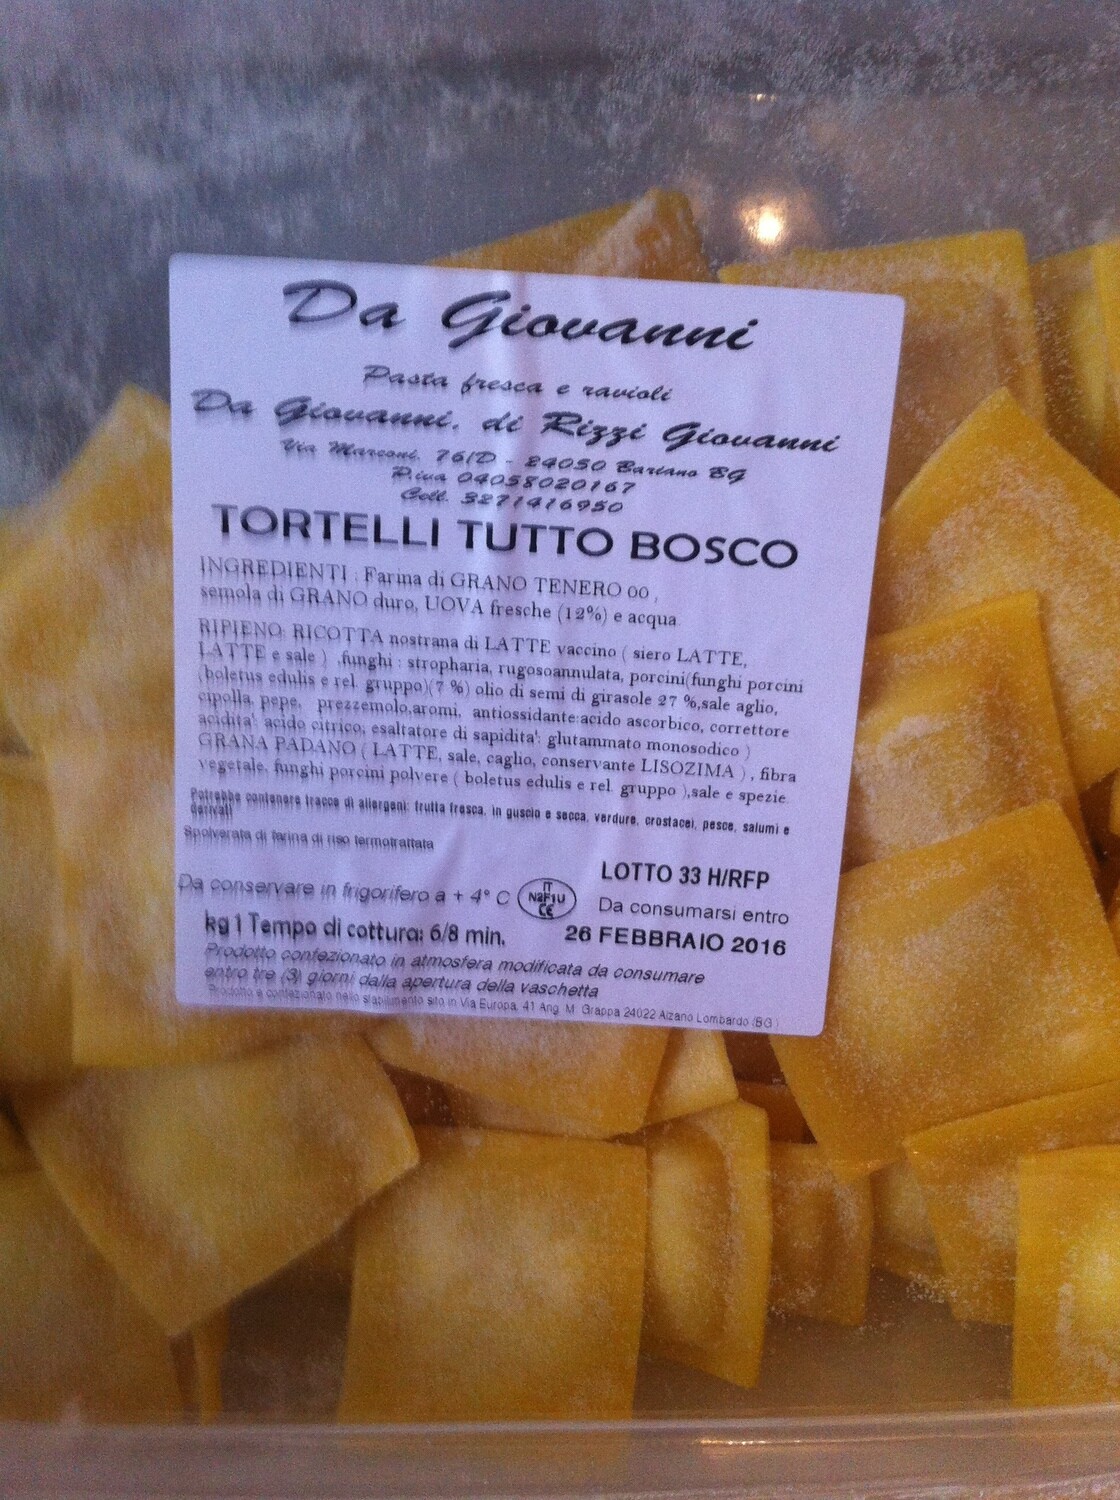 Da Giovanni
Pasta fresca e ravioli
Da Giovanni. di Rizzi Giovanni
Via Marconi. 76/D - 24050 Bariano BG
P.iva 04058020167
Cell. 3271416950
TORTELLI TUTTO BOSCO
INGREDIENTI : Farina di GRANO TENERO 00 ,
semola di GRANO duro, UOVA fresche (12%) e acqua
RIPIENO: RICOTTA nostrana di LATTE vaccino ( siero LATTE,
LATTE e sale ) ,funghi : stropharia, rugosoannulata, porcini(funghi porcini
(boletus edulis e rel. gruppo)(7 %) olio di semi di girasole 27 %,sale aglio,
cipolla, pepe, prezzemolo,aromi, antiossidante:acido ascorbico, correttore
acidita' acido citrico; esaltatore di sapidita': glutammato monosodico )
GRANA PADANO ( LATTE, sale, caglio, conservante LISOZIMA ) , fibra
vegetale, funghi porcini polvere ( boletus edulis e rel. gruppo ),sale e spezie.
Potrebbe contenere tracce di allergeni: frutta fresca, in guscio e secca, verdure, crostacei, pesce, salumi e
derivati
Spolverata di farina di riso termotrattata
Da conservare in frigorifero a + 4° C
IT
N2F1U
CE
LOTTO 33 H/RFP
Da consumarsi entro
26 FEBBRAIO 2016
kg 1 Tempo di cottura: 6/8 min.
Prodotto confezionato in atmosfera modificata da consumare
entro tre (3) giorni dalla apertura della vaschetta
Prodotto e confezionato nello stabilimento sito in Via Europa, 41 Ang. M. Grappa 24022 Alzano Lombardo (BG )